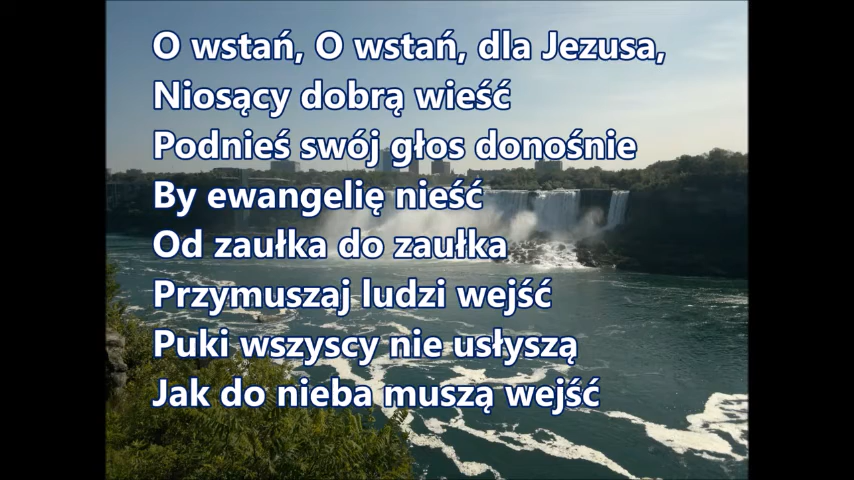 O wstań, O wstań, dla Jezusa,
Niosący dobrą wieść
Podnieś swój głos donośnie
By ewangelię nieść
Od zaułka do zaułka
Przymuszaj ludzi wejść
Puki wszyscy nie usłyszą
Jak do nieba muszą wejść